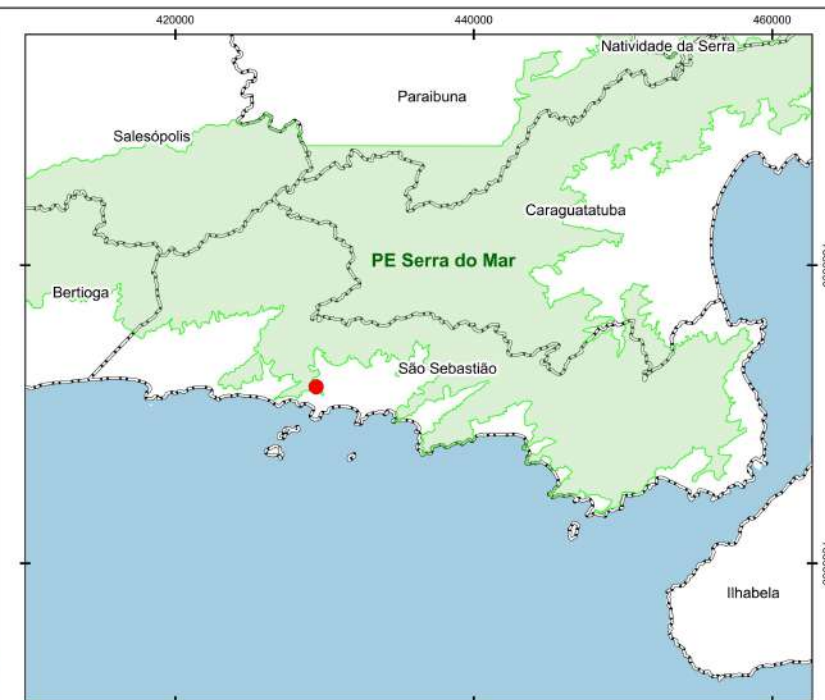 420000 440000 460000
Natividade da Serra
Paraibuna
Salesópolis
Caraguatatuba
PE Serra do Mar
Bertioga
São Sebastião
Ilhabela